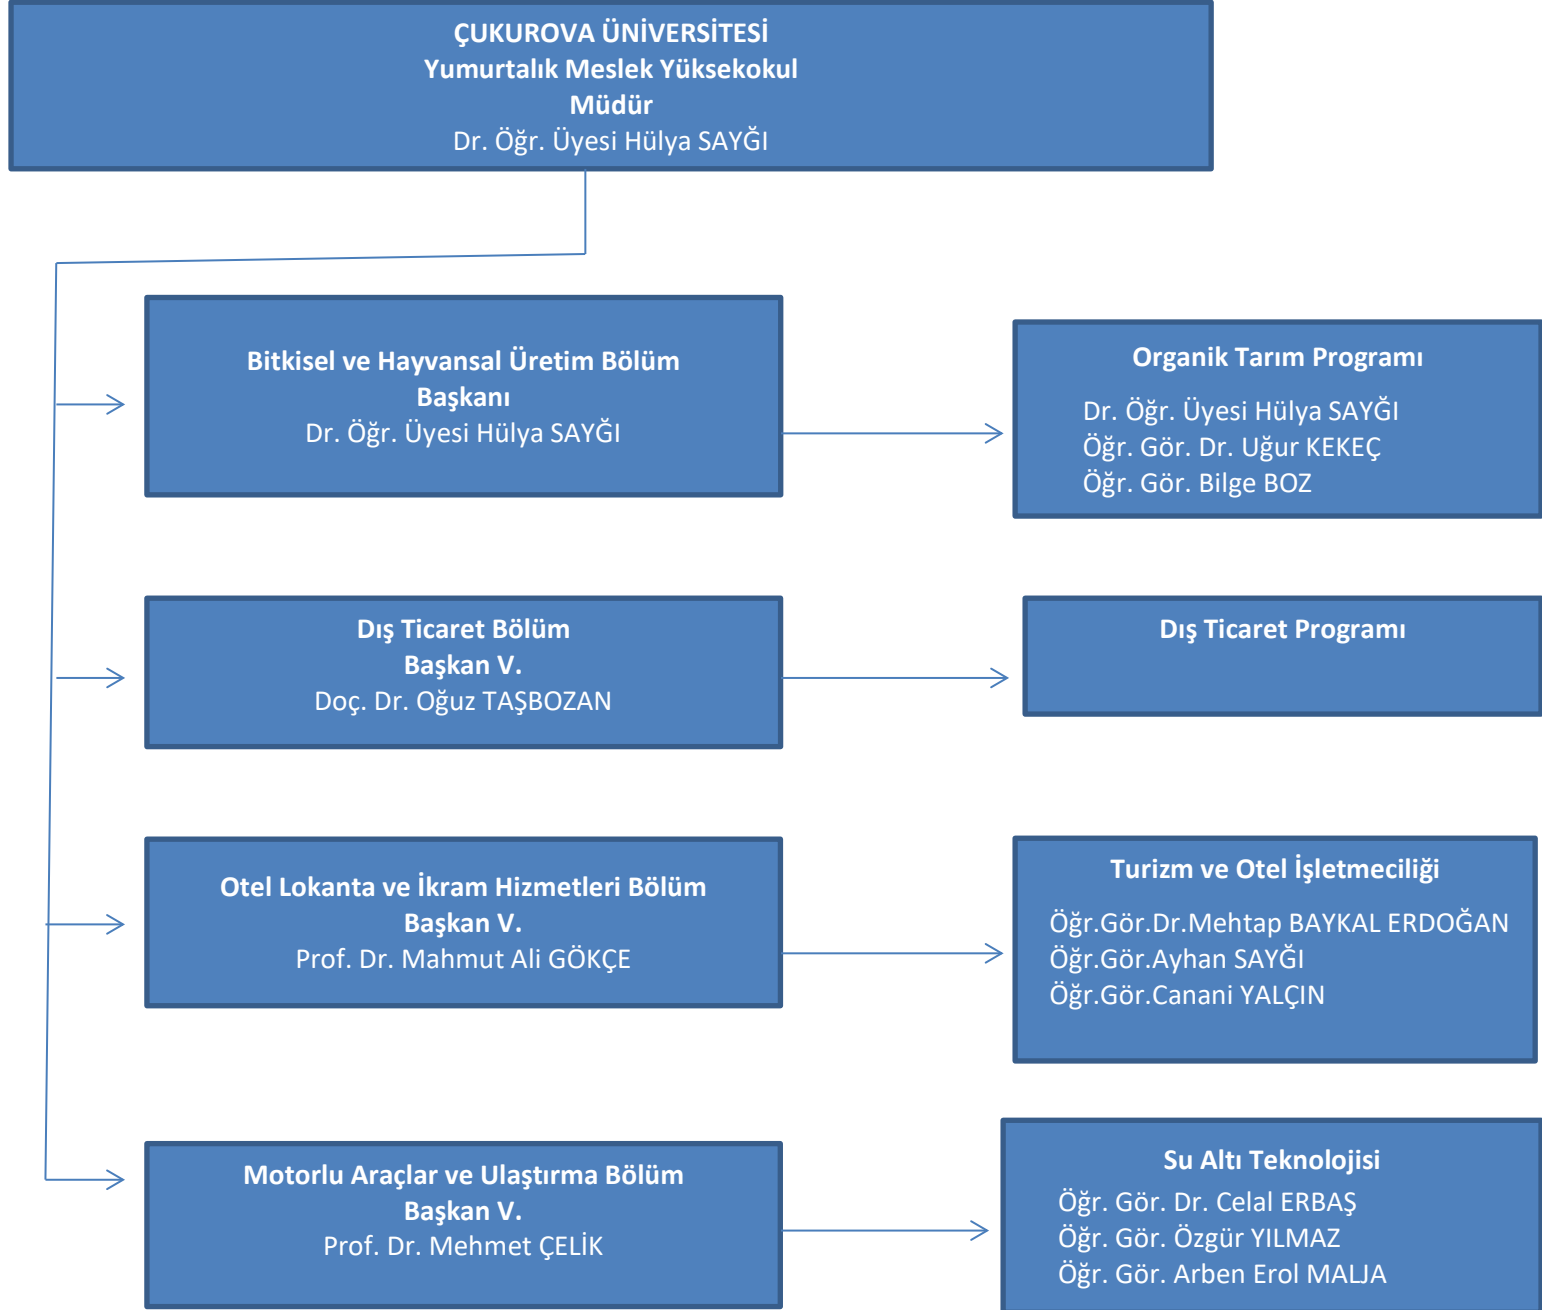 ÇUKUROVA ÜNİVERSİTESİ
Yumurtalık Meslek Yüksekokul
Müdür
Dr. Öğr. Üyesi Hülya SAYĞI
Bitkisel ve Hayvansal Üretim Bölüm
Başkanı
Dr. Öğr. Üyesi Hülya SAYĞI
Organik Tarım Programı
Dr. Öğr. Üyesi Hülya SAYĞI
Öğr. Gör. Dr. Uğur KEKEÇ
Öğr. Gör. Bilge BOZ
Dış Ticaret Bölüm
Başkan V.
Doç. Dr. Oğuz TAŞBOZAN
Dış Ticaret Programı
Otel Lokanta ve İkram Hizmetleri Bölüm
Başkan V.
Prof. Dr. Mahmut Ali GÖKÇE
Turizm ve Otel İşletmeciliği
Öğr.Gör.Dr.Mehtap BAYKAL ERDOĞAN
Öğr.Gör.Ayhan SAYĞI
Öğr.Gör.Canani YALÇIN
Motorlu Araçlar ve Ulaştırma Bölüm
Başkan V.
Prof. Dr. Mehmet ÇELİK
Su Altı Teknolojisi
Öğr. Gör. Dr. Celal ERBAŞ
Öğr. Gör. Özgür YILMAZ
Öğr. Gör. Arben Erol MALJA